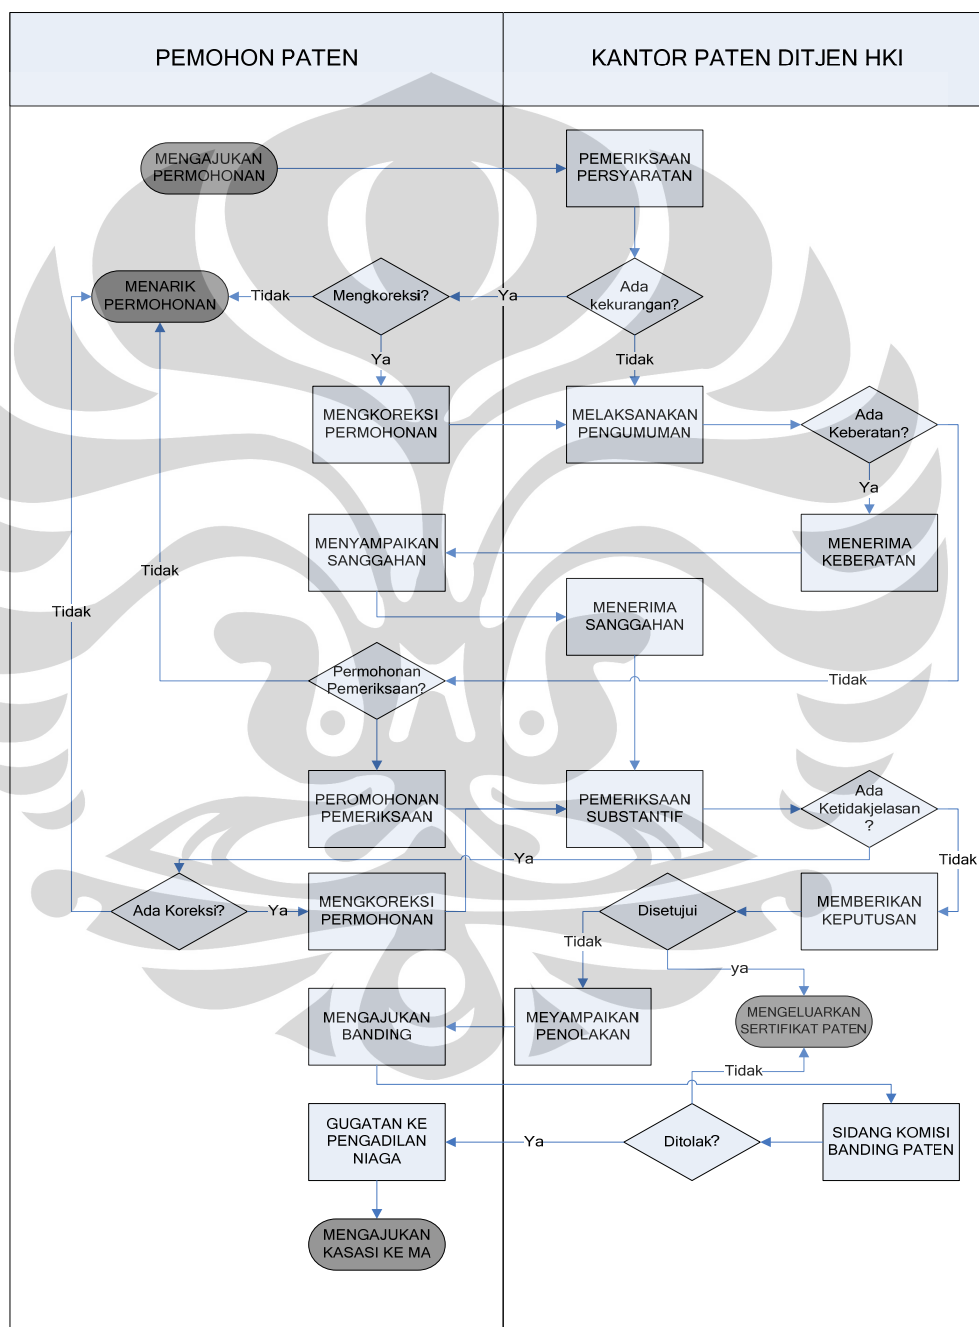 PEMOHON PATEN
KANTOR PATEN DITJEN HKI
MENGAJUKAN
PERMOHONAN
PEMERIKSAAN
PERSYARATAN
MENARIK
PERMOHONAN
Tidak
Mengkoreksi?
Ya
Ada
kekurangan?
Ya
Tidak
MENGKOREKSI
PERMOHONAN
MELAKSANAKAN
PENGUMUMAN
Ada
Keberatan?
Ya
MENYAMPAIKAN
SANGGAHAN
MENERIMA
KEBERATAN
Tidak
Tidak
MENERIMA
SANGGAHAN
Permohonan
Pemeriksaan?
Tidak
PEROMOHONAN
PEMERIKSAAN
PEMERIKSAAN
SUBSTANTIF
Ada
Ketidakjelasan
?
Ya
Tidak
Ada Koreksi?
Ya
MENGKOREKSI
PERMOHONAN
Disetujui
MEMBERIKAN
KEPUTUSAN
Tidak
ya
MENGAJUKAN
BANDING
MEYAMPAIKAN
PENOLAKAN
MENGELUARKAN
SERTIFIKAT PATEN
Tidak
GUGATAN KE
PENGADILAN
NIAGA
Ya
Ditolak?
SIDANG KOMISI
BANDING PATEN
MENGAJUKAN
KASASI KE MA